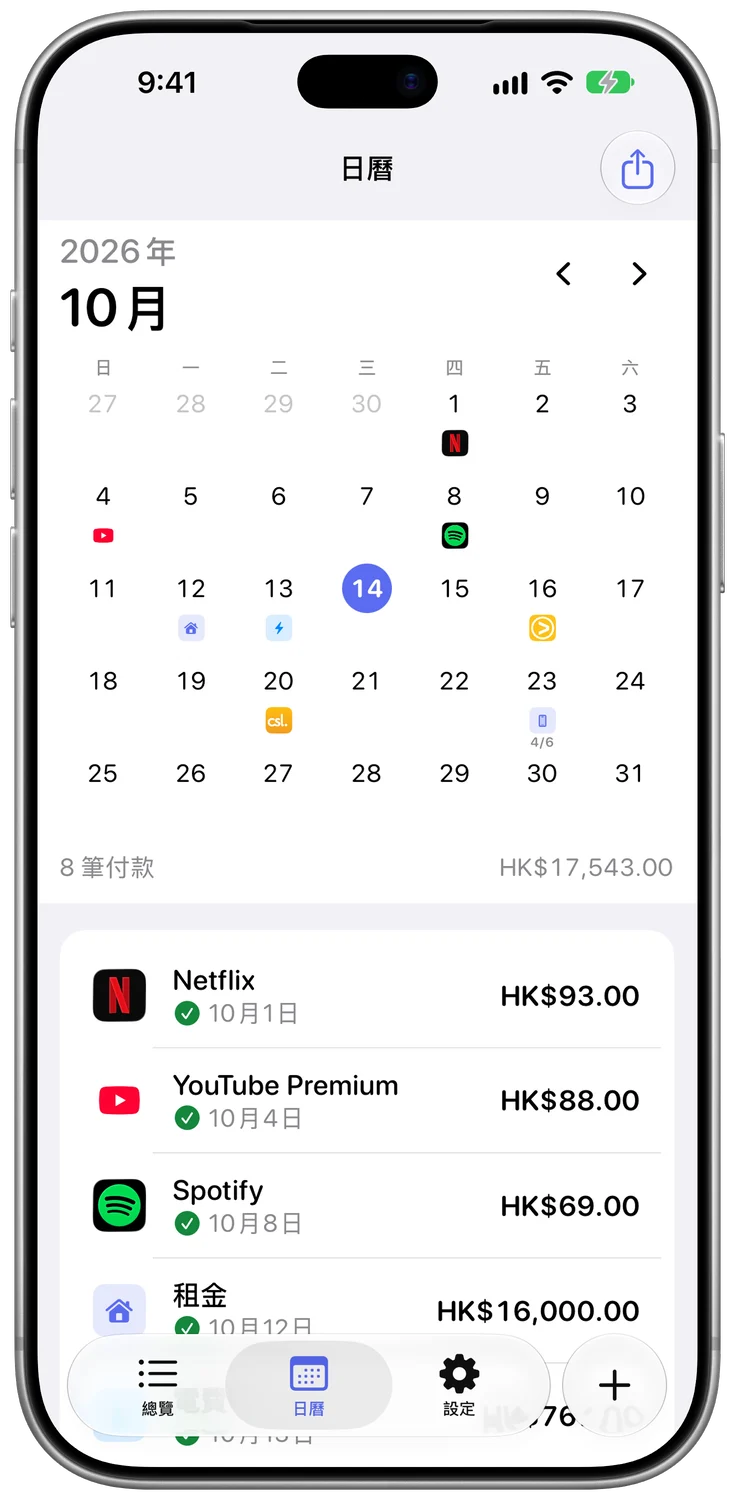 9:41
日曆
2026年
10月
日 一 二 三 四 五 六
27 28 29 30 1 2 3
N
4 5 6 7 8 9 10
11 12 13 14 15 16 17
18 19 20 21 22 23 24
csl.
4/6
25 26 27 28 29 30 31
8 筆付款 HK$17,543.00
N
Netflix
HK$93.00
10月1日
YouTube Premium
HK$88.00
10月4日
Spotify
HK$69.00
10月8日
租金
HK$16,000.00
10月12日
總覽 日曆 設定
10月13日